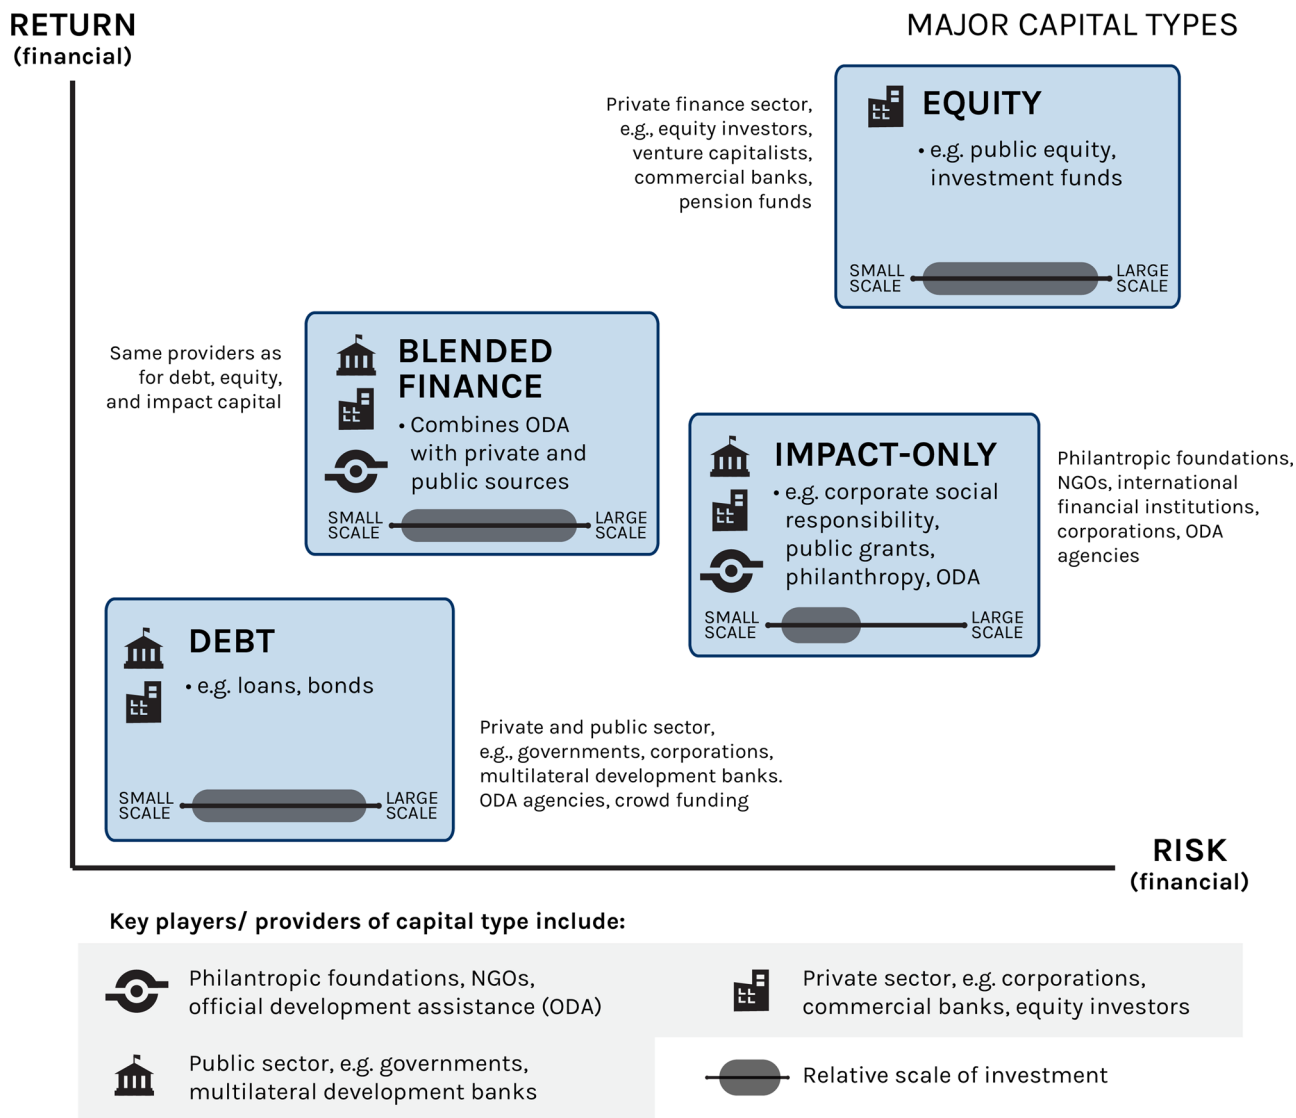 RETURN
(financial)
MAJOR CAPITAL TYPES
Private finance sector,
e.g., equity investors,
venture capitalists,
commercial banks,
pension funds
EQUITY
• e.g. public equity,
investment funds
SMALL
SCALE
LARGE
SCALE
Same providers as
for debt, equity,
and impact capital
BLENDED
FINANCE
• Combines ODA
with private and
public sources
SMALL
SCALE
LARGE
SCALE
IMPACT-ONLY
• e.g. corporate social
responsibility,
public grants,
philanthropy, ODA
SMALL
SCALE
LARGE
SCALE
Philantropic foundations,
NGOs, international
financial institutions,
corporations, ODA
agencies
DEBT
• e.g. loans, bonds
SMALL
SCALE
LARGE
SCALE
Private and public sector,
e.g., governments, corporations,
multilateral development banks.
ODA agencies, crowd funding
RISK
(financial)
Key players/ providers of capital type include:
Philantropic foundations, NGOs,
official development assistance (ODA)
Private sector, e.g. corporations,
commercial banks, equity investors
Public sector, e.g. governments,
multilateral development banks
Relative scale of investment